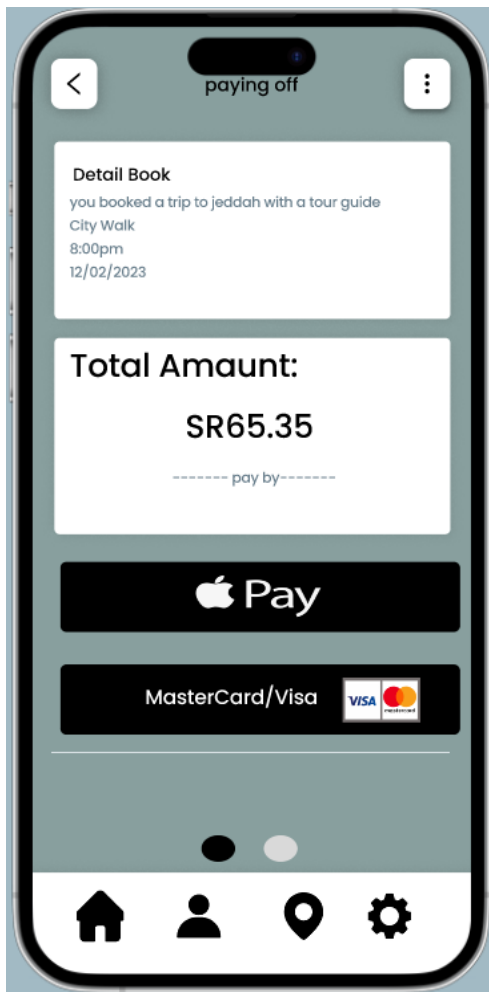 paying off
Detail Book
you booked a trip to jeddah with a tour guide
City Walk
8:00pm
12/02/2023
Total Amaunt:
SR65.35
------- pay by-------
Pay
MasterCard/Visa
VISA
mastercard